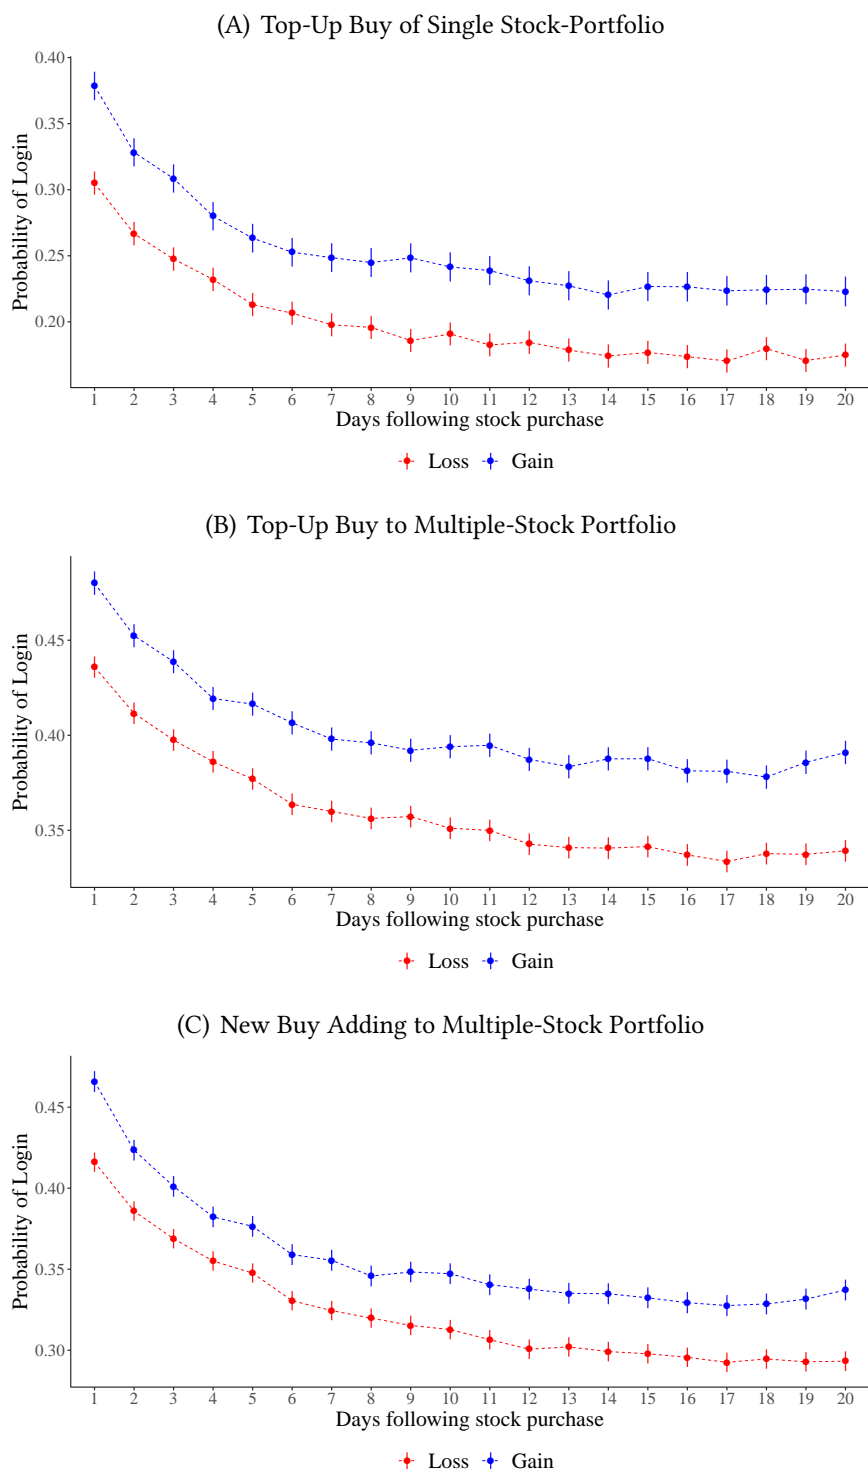 (A) Top-Up Buy of Single Stock-Portfolio
0.40
0.35
0.30
0.25
0.20
Probability of Login
1 2 3 4 5 6 7 8 9 10 11 12 13 14 15 16 17 18 19 20
Days following stock purchase
Loss Gain
(B) Top-Up Buy to Multiple-Stock Portfolio
0.45
0.40
0.35
Probability of Login
1 2 3 4 5 6 7 8 9 10 11 12 13 14 15 16 17 18 19 20
Days following stock purchase
Loss Gain
(C) New Buy Adding to Multiple-Stock Portfolio
0.45
0.40
0.35
0.30
Probability of Login
1 2 3 4 5 6 7 8 9 10 11 12 13 14 15 16 17 18 19 20
Days following stock purchase
Loss Gain